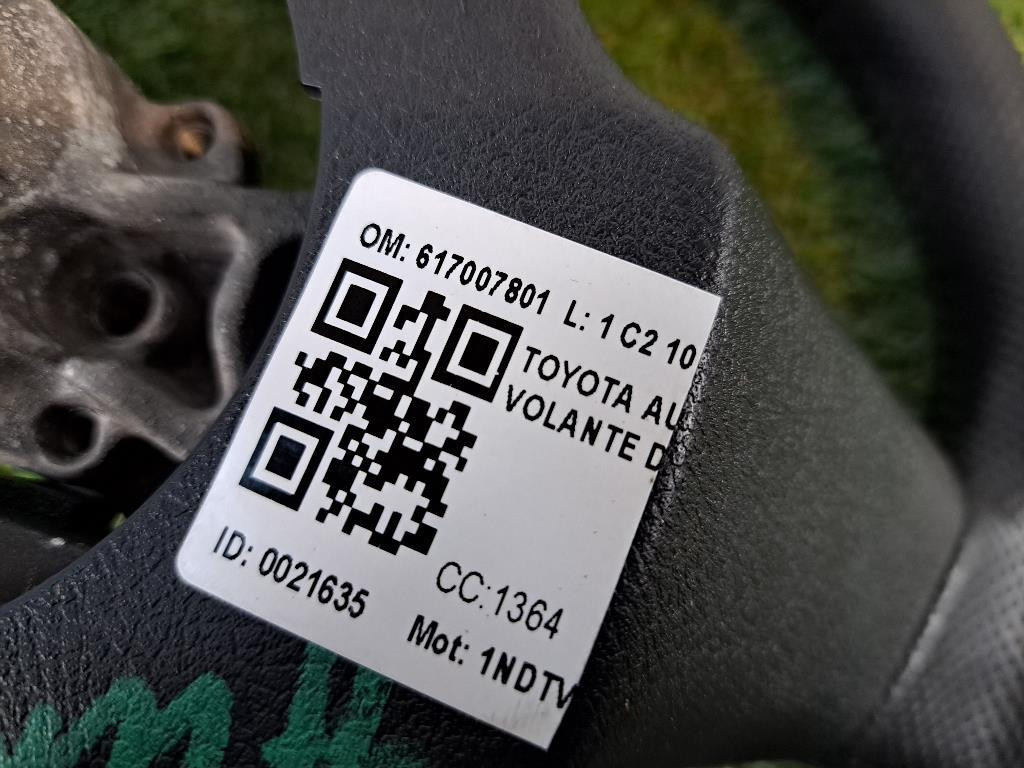 OM: 617007801 L: 1 C2 10
TOYOTA AU
VOLANTE D
CC:1364
ID: 0021635
Mot: 1NDTV